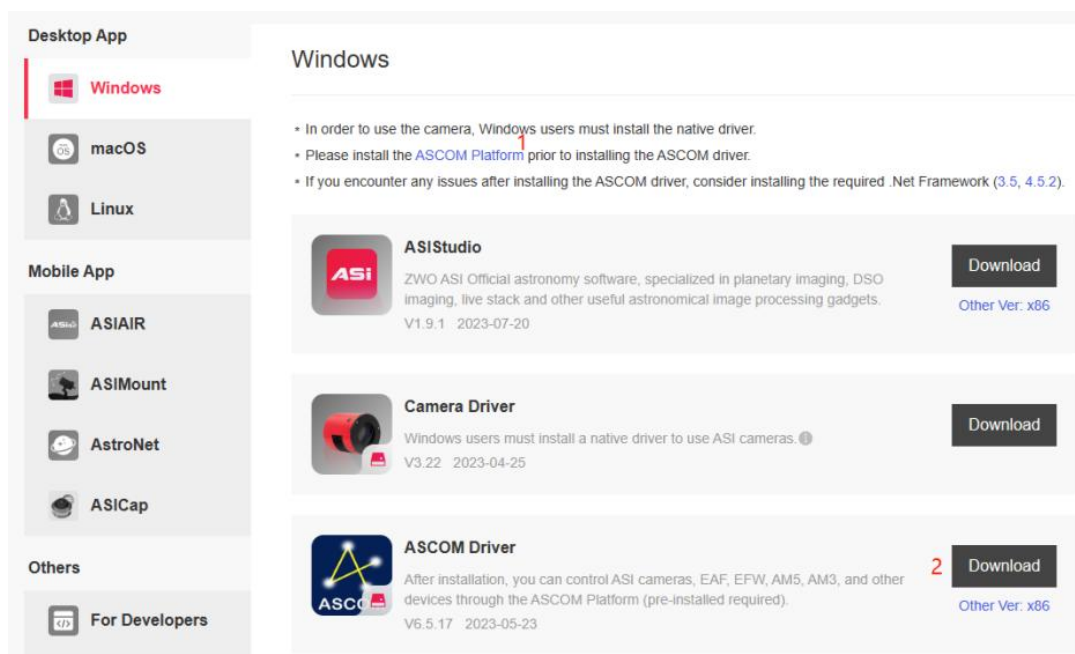 Desktop App
Windows
macOS
Linux
Mobile App
ASIAIR
ASIMount
AstroNet
ASICap
Others
For Developers
Windows
* In order to use the camera, Windows users must install the native driver.
1
* Please install the ASCOM Platform prior to installing the ASCOM driver.
* If you encounter any issues after installing the ASCOM driver, consider installing the required .Net Framework (3.5, 4.5.2).
ASi
ASIStudio
ZWO ASI Official astronomy software, specialized in planetary imaging, DSO
imaging, live stack and other useful astronomical image processing gadgets.
V1.9.1 2023-07-20
Download
Other Ver: x86
Camera Driver
Windows users must install a native driver to use ASI cameras.
V3.22 2023-04-25
Download
ASCO
ASCOM Driver
After installation, you can control ASI cameras, EAF, EFW, AM5, AM3, and other
devices through the ASCOM Platform (pre-installed required).
V6.5.17 2023-05-23
2
Download
Other Ver: x86